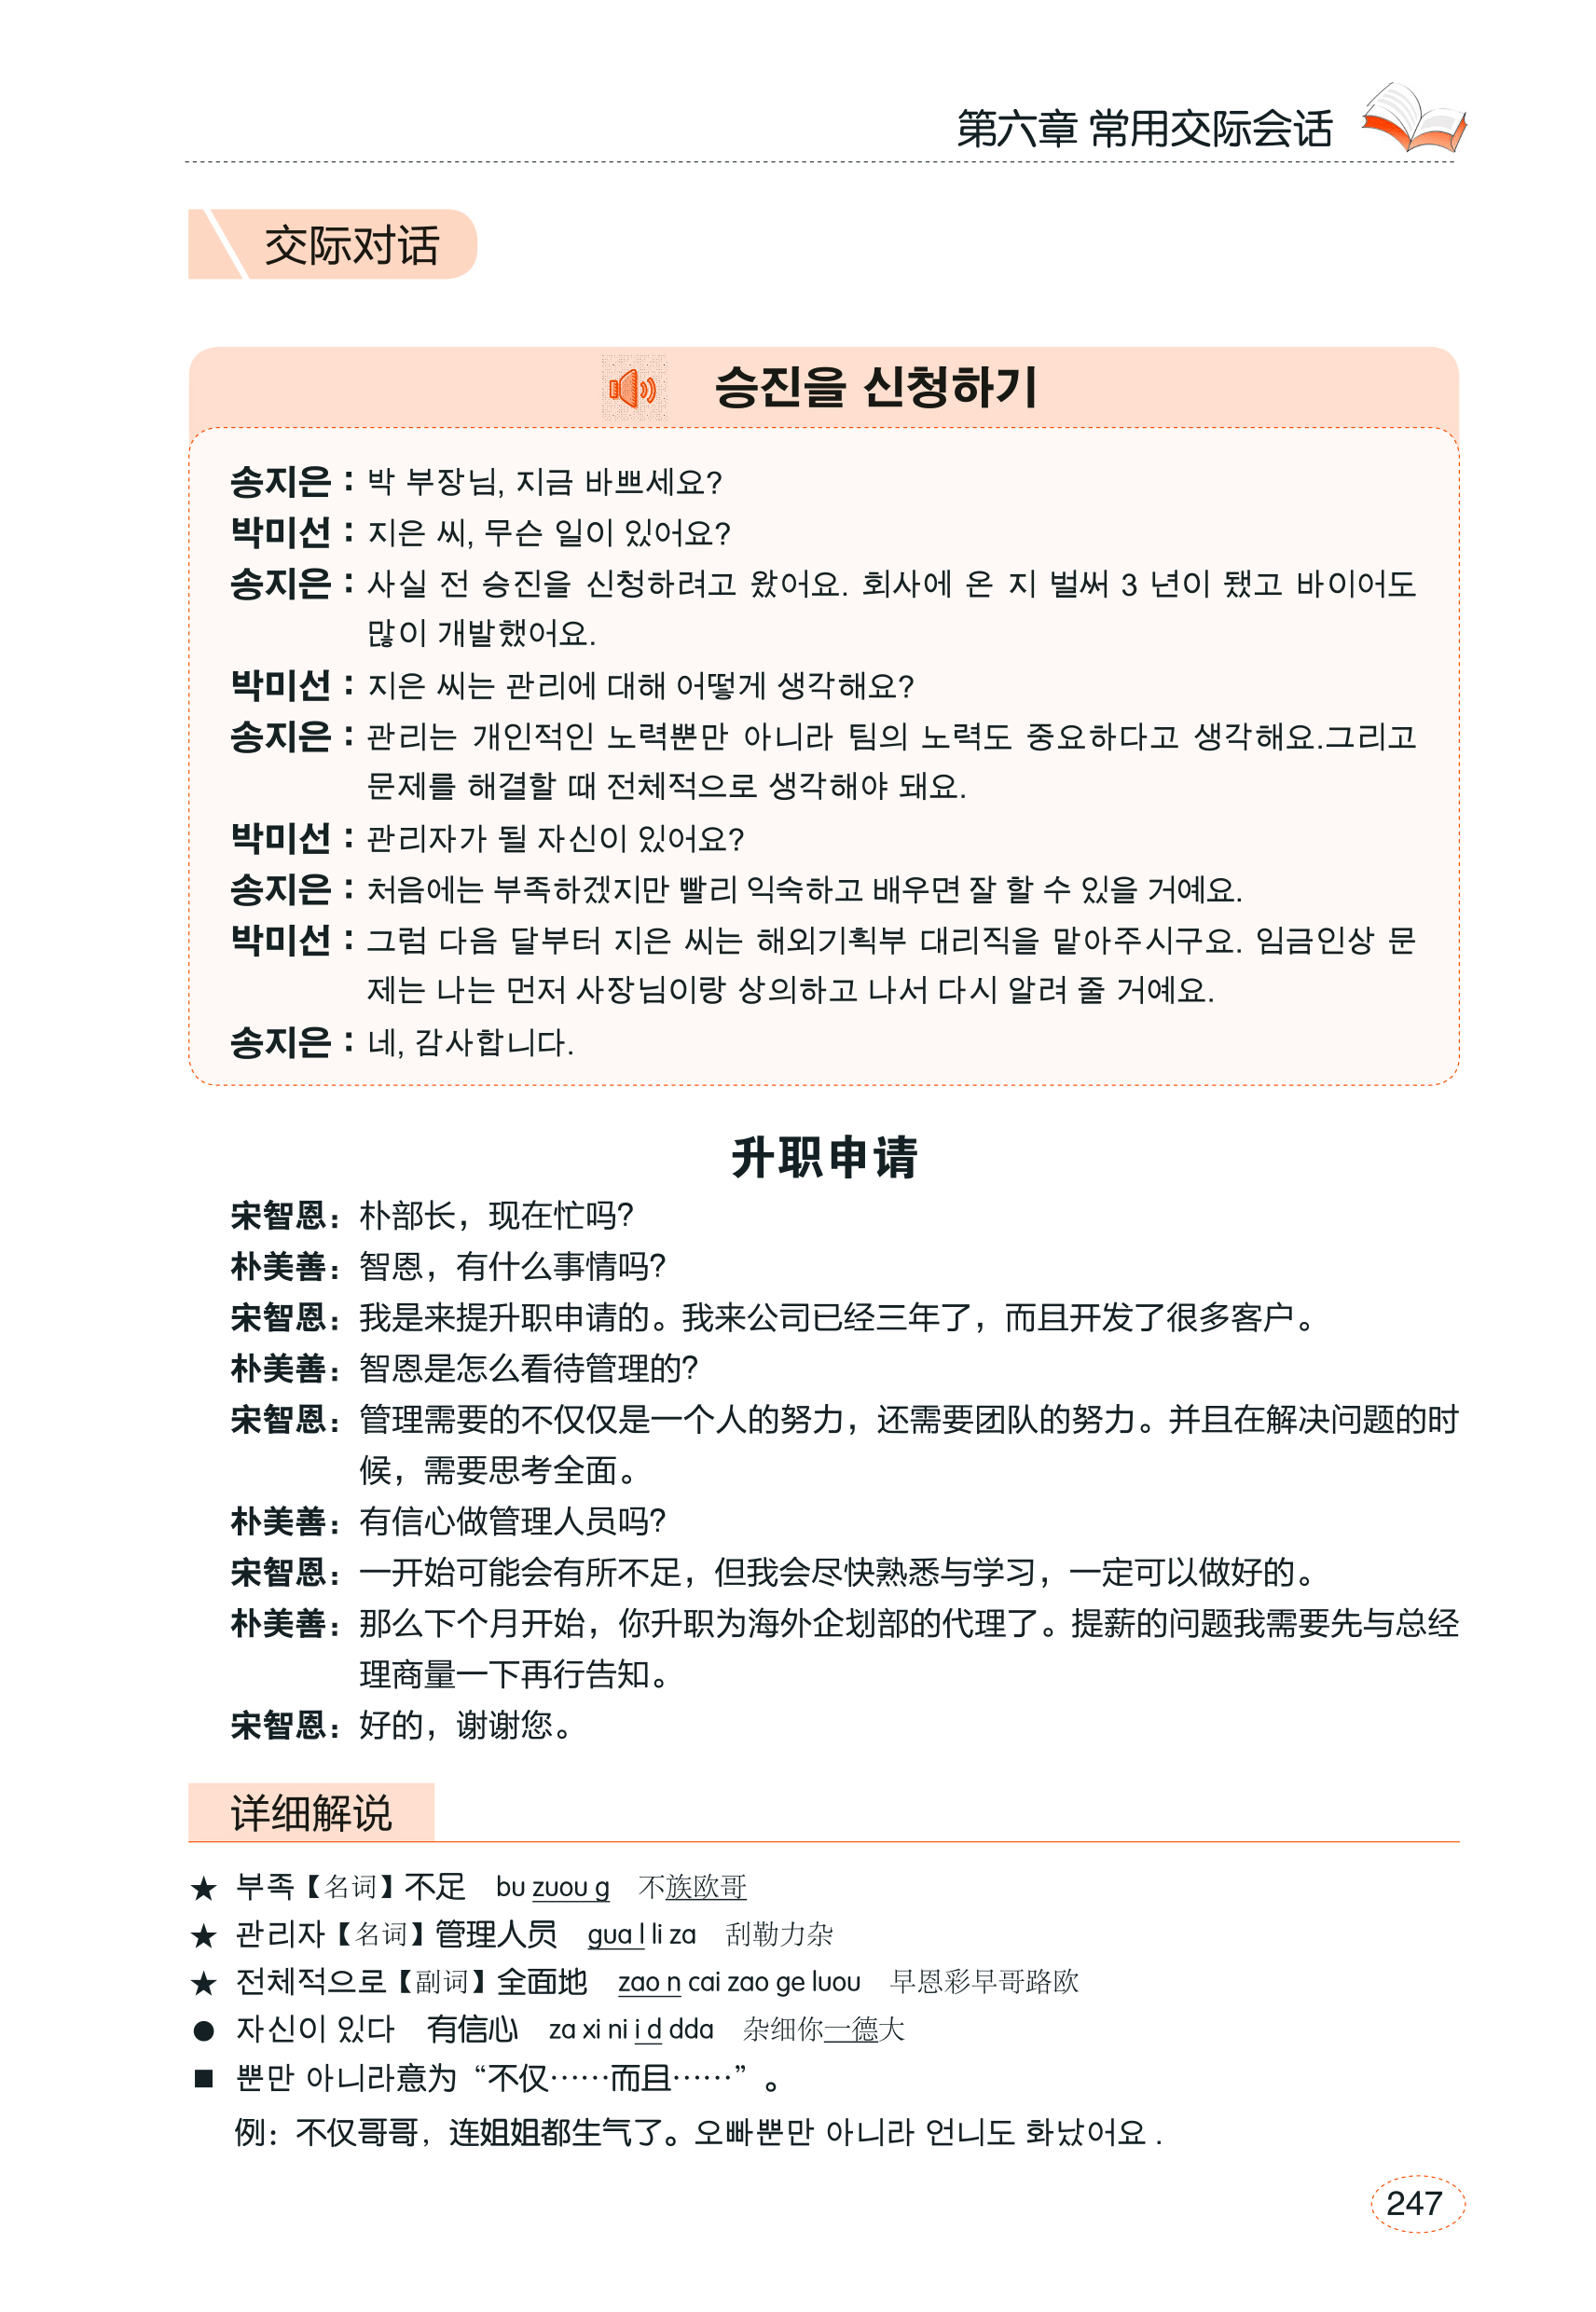 第六章 常用交际会话
交际对话
승진을 신청하기
송지은：박 부장님, 지금 바쁘세요?
박미선：지은 씨, 무슨 일이 있어요?
송지은：사실 전 승진을 신청하려고 왔어요. 회사에 온 지 벌써 3 년이 됐고 바이어도
많이 개발했어요.
박미선：지은 씨는 관리에 대해 어떻게 생각해요?
송지은：관리는 개인적인 노력뿐만 아니라 팀의 노력도 중요하다고 생각해요.그리고
문제를 해결할 때 전체적으로 생각해야 돼요.
박미선：관리자가 될 자신이 있어요?
송지은：처음에는 부족하겠지만 빨리 익숙하고 배우면 잘 할 수 있을 거예요.
박미선：그럼 다음 달부터 지은 씨는 해외기획부 대리직을 맡아주시구요. 임금인상 문
제는 나는 먼저 사장님이랑 상의하고 나서 다시 알려 줄 거예요.
송지은：네, 감사합니다.
升职申请
宋智恩：朴部长，现在忙吗?
朴美善：智恩，有什么事情吗?
宋智恩：我是来提升职申请的。我来公司已经三年了，而且开发了很多客户。
朴美善：智恩是怎么看待管理的?
宋智恩：管理需要的不仅仅是一个人的努力，还需要团队的努力。并且在解决问题的时
候，需要思考全面。
朴美善：有信心做管理人员吗?
宋智恩：一开始可能会有所不足，但我会尽快熟悉与学习，一定可以做好的。
朴美善：那么下个月开始，你升职为海外企划部的代理了。提薪的问题我需要先与总经
理商量一下再行告知。
宋智恩：好的，谢谢您。
详细解说
★ 부족【名词】不足 bu zuou g 不族欧哥
★ 관리자【名词】管理人员 gua l li za 刮勒力杂
★ 전체적으로【副词】全面地 zao n cai zao ge luou 早恩彩早哥路欧
● 자신이 있다 有信心 za xi ni i d dda 杂细你一德大
■ 뿐만 아니라意为“不仅……而且……”。
例：不仅哥哥，连姐姐都生气了。오빠뿐만 아니라 언니도 화났어요 .
247